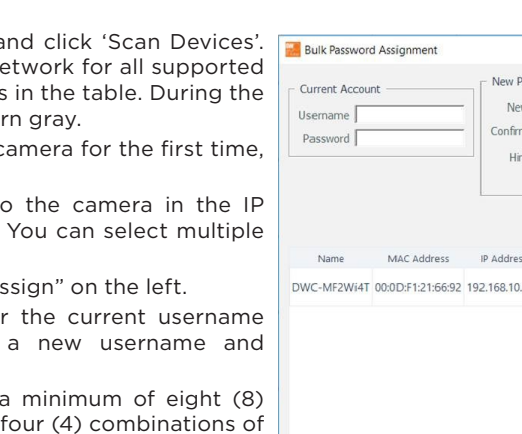 and click ‘Scan Devices’.
etwork for all supported
s in the table. During the
rn gray.
camera for the first time,
o the camera in the IP
You can select multiple
ssign” on the left.
r the current username
a new username and
a minimum of eight (8)
four (4) combinations of
Bulk Password Assignment
Current Account
Username
Password
New P
Ne
Confir
Hi
Name MAC Address IP Addres
DWC-MF2Wi4T 00:0D:F1:21:66:92 192.168.10.